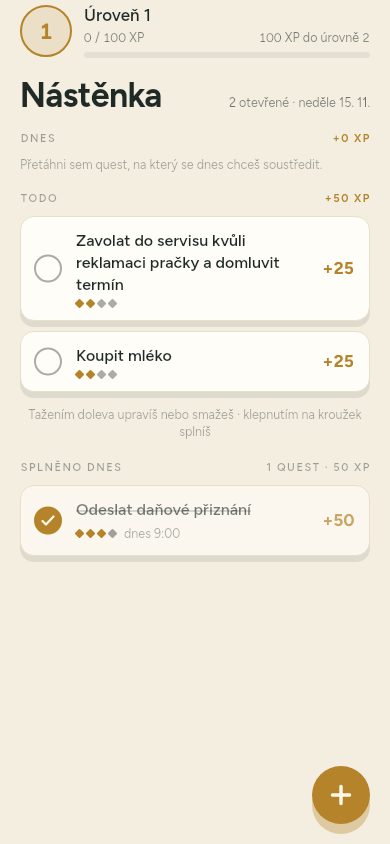 1
Úroveň 1
0 / 100 XP
100 XP do úrovně 2
Nástěnka
2 otevřené · neděle 15. 11.
DNES
+0 XP
Přetáhni sem quest, na který se dnes chceš soustředit.
TODO
+50 XP
Zavolat do servisu kvůli
reklamaci pračky a domluvit
termín
+25
Koupit mléko
+25
Tažením doleva upravíš nebo smažeš · klepnutím na kroužek
splníš
SPLNĚNO DNES
1 QUEST · 50 XP
Odeslat daňové přiznání
dnes 9:00
+50